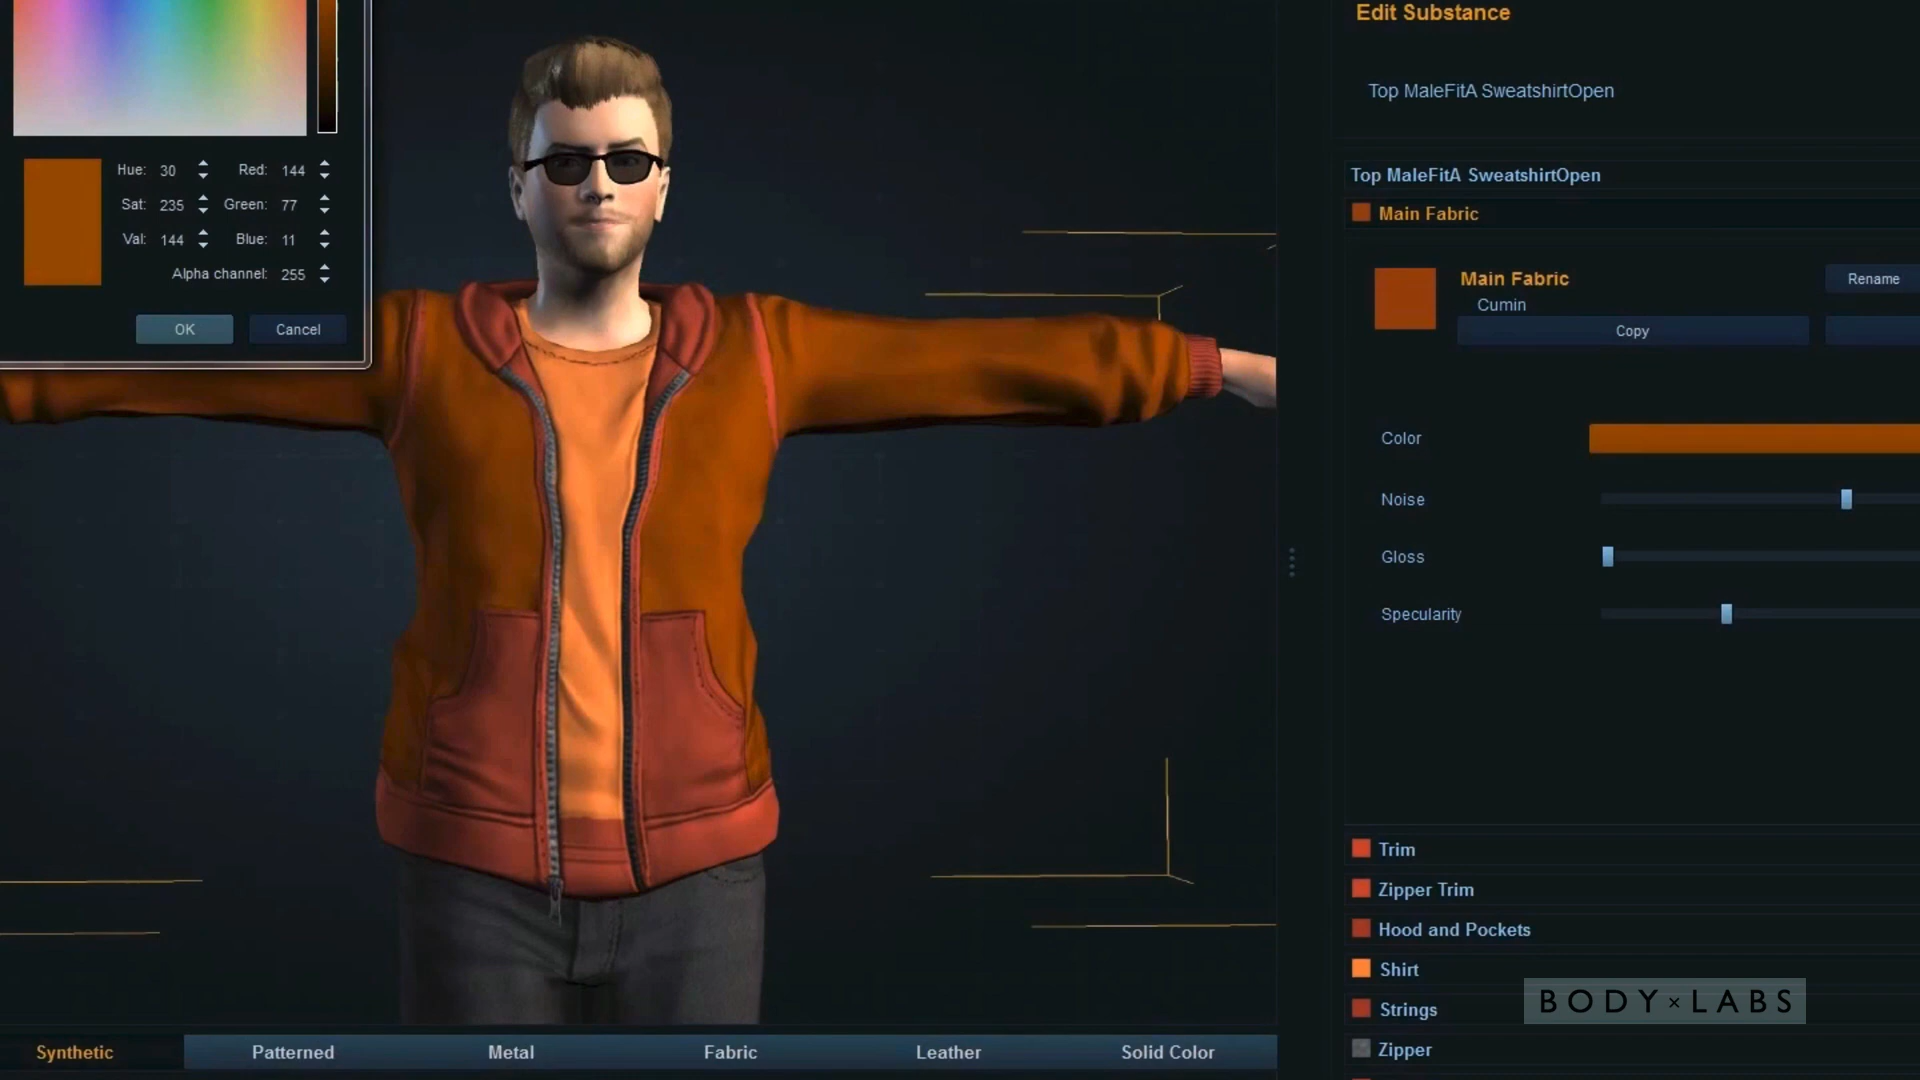 Edit Substance
Top MaleFitA SweatshirtOpen
Top MaleFitA SweatshirtOpen
Main Fabric
Main Fabric
Cumin
Rename
Copy
Color
Noise
Gloss
Specularity
Trim
Zipper Trim
Hood and Pockets
Shirt
Strings
Zipper
Hue: 30 Red: 144
Sat: 235 Green: 77
Val: 144 Blue: 11
Alpha channel: 255
OK Cancel
Synthetic Patterned Metal Fabric Leather Solid Color
BODY×LABS